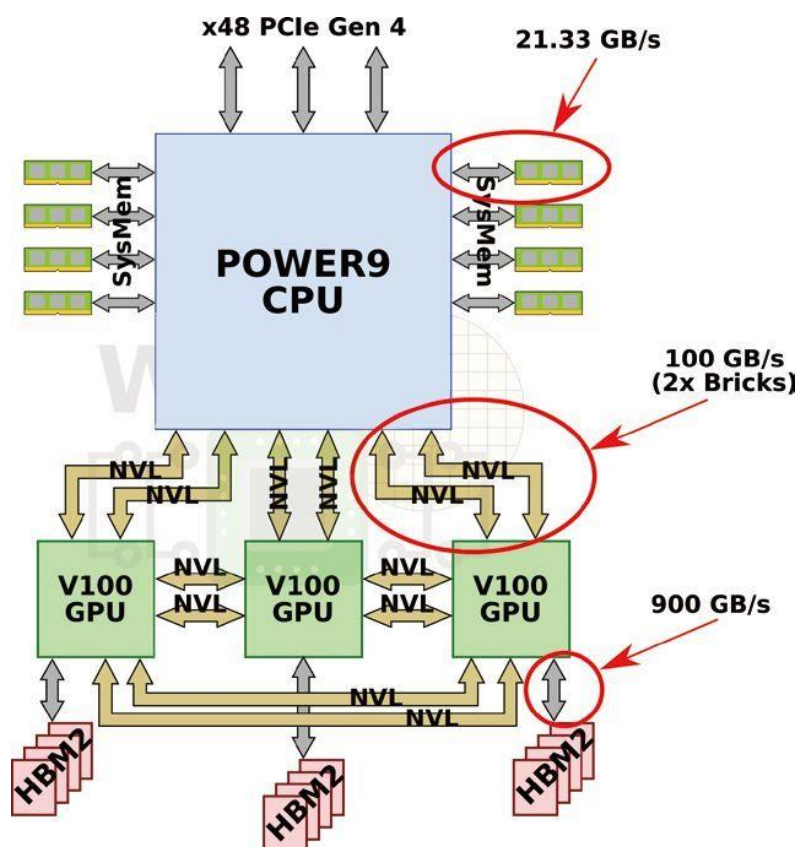 x48 PCIe Gen 4
21.33 GB/s
SysMem
SysMem
POWER9
CPU
100 GB/s
(2x Bricks)
NVL
NVL
NVL
NVL
NVL
NVL
V100
GPU
NVL
NVL
V100
GPU
NVL
NVL
V100
GPU
900 GB/s
NVL
NVL
HBM2
HBM2
HBM2